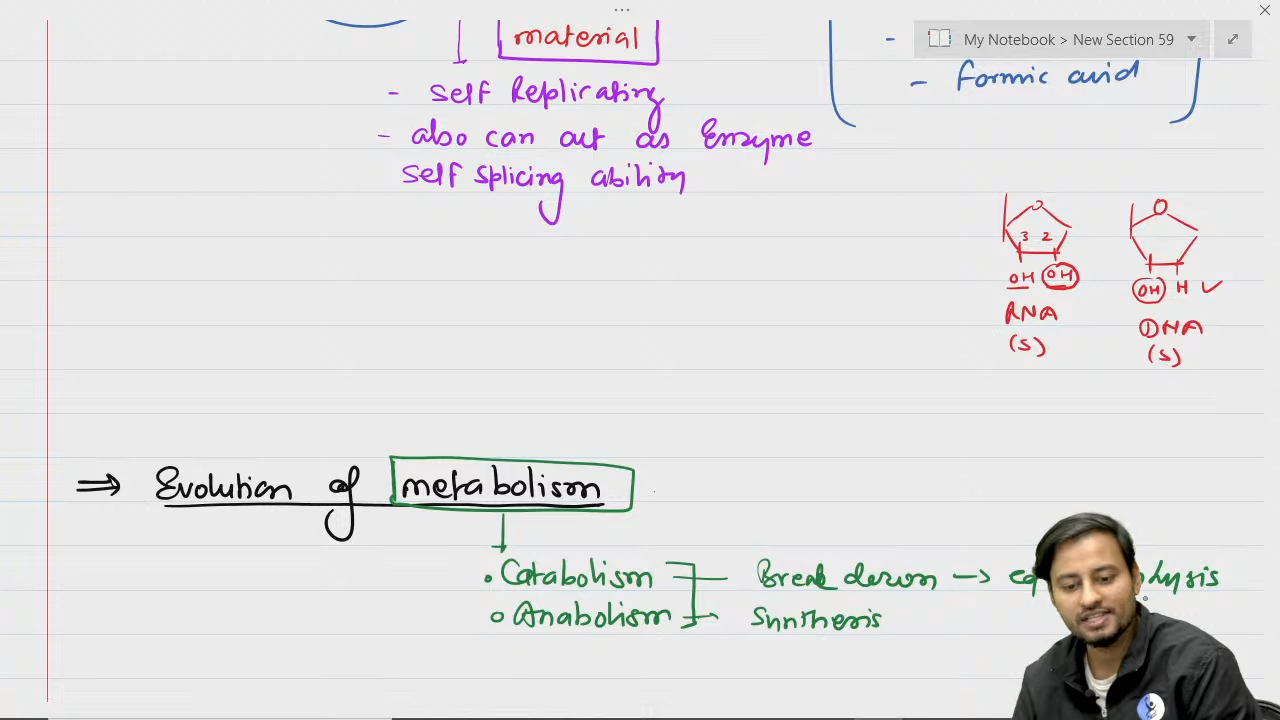 material
My Notebook > New Section 59
- Formic acid
- Self Replicating
- also can act as Enzyme
Self splicing ability
O O
3 2
OH OH OH H ✓
RNA DNA
(S) (S)
⇒ Evolution of metabolism
• Catabolism - Break down →
o Anabolism → Synthesis